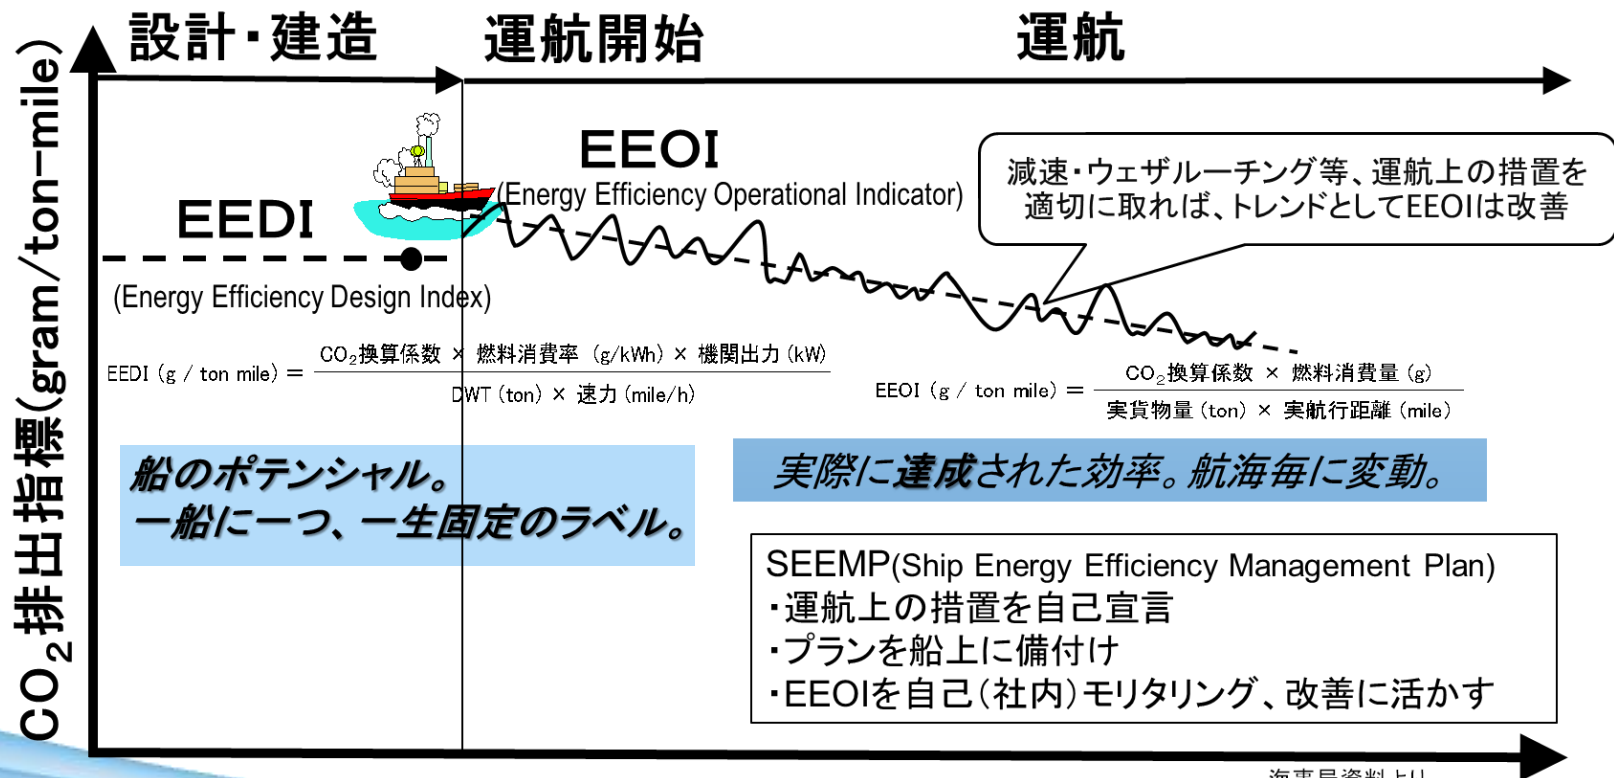 設計・建造
運航開始
運航
CO₂排出指標(gram/ton-mile)
EEOI
(Energy Efficiency Operational Indicator)
減速・ウェザルーチング等、運航上の措置を
適切に取れば、トレンドとしてEEOIは改善
EEDI
(Energy Efficiency Design Index)
EEDI (g / ton mile) =
CO₂換算係数 × 燃料消費率 (g/kWh) × 機関出力 (kW)
DWT (ton) × 速力 (mile/h)
EEOI (g / ton mile) =
CO₂換算係数 × 燃料消費量 (g)
実貨物量 (ton) × 実航行距離 (mile)
船のポテンシャル。
一船に一つ、一生固定のラベル。
実際に達成された効率。航海毎に変動。
SEEMP(Ship Energy Efficiency Management Plan)
・運航上の措置を自己宣言
・プランを船上に備付け
・EEOIを自己(社内)モリタリング、改善に活かす
海事局資料より